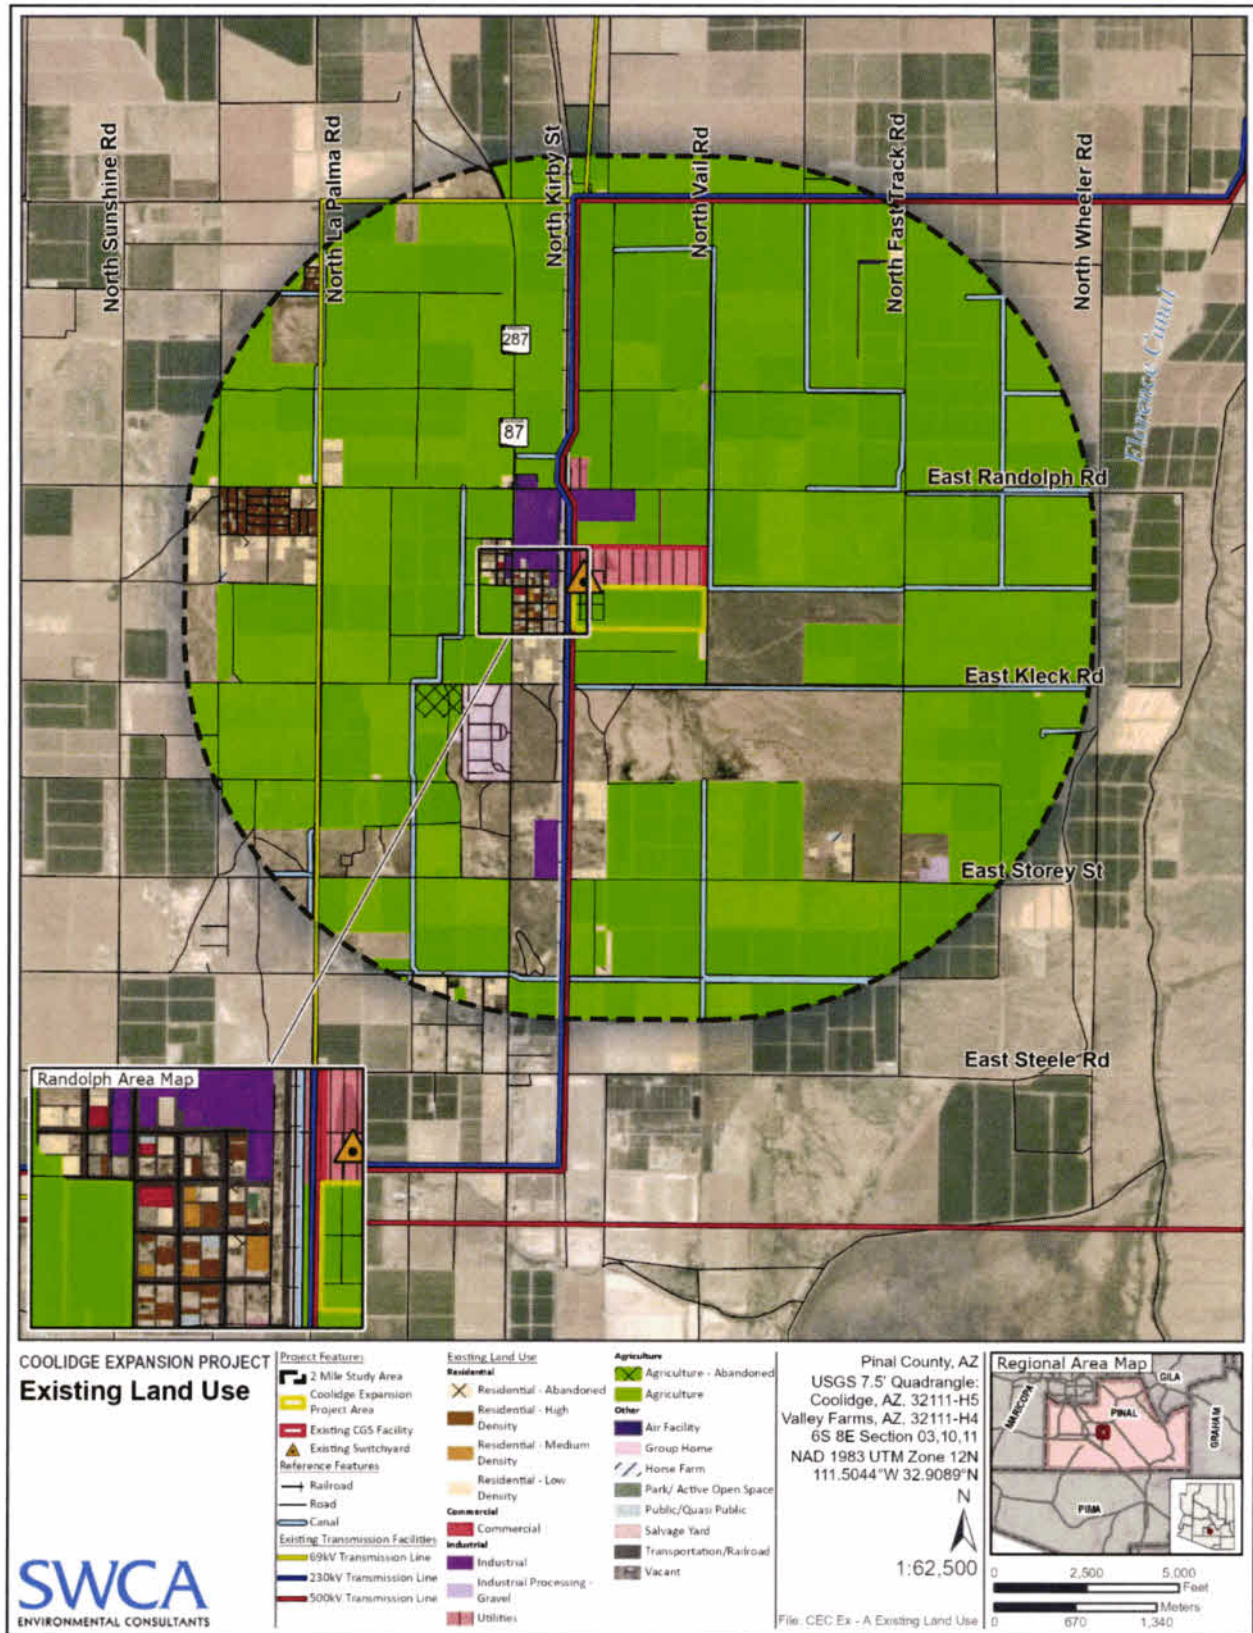 North Sunshine Rd
North La Palma Rd
North Kirby St
North Vail Rd
North Fast Track Rd
North Wheeler Rd
287
Florence Canal
87
East Randolph Rd
East Kleck Rd
East Storey St
East Steele Rd
Randolph Area Map
COOLIDGE EXPANSION PROJECT
Existing Land Use
SWCA
ENVIRONMENTAL CONSULTANTS
Project Features
2 Mile Study Area
Coolidge Expansion
Project Area
Existing CGS Facility
Existing Switchyard
Reference Features
Railroad
Road
Canal
Existing Transmission Facilities
69kV Transmission Line
230kV Transmission Line
500kV Transmission Line
Existing Land Use
Residential
Residential - Abandoned
Residential - High
Density
Residential - Medium
Density
Residential - Low
Density
Commercial
Commercial
Industrial
Industrial
Industrial Processing -
Gravel
Utilities
Agriculture
Agriculture - Abandoned
Agriculture
Other
Air Facility
Group Home
Horse Farm
Park/ Active Open Space
Public/Quasi Public
Salvage Yard
Transportation/Railroad
Vacant
Pinal County, AZ
USGS 7.5' Quadrangle:
Coolidge, AZ, 32111-H5
Valley Farms, AZ, 32111-H4
6S 8E Section 03,10,11
NAD 1983 UTM Zone 12N
111.5044°W 32.9089°N
N
1:62,500
File: CEC Ex - A Existing Land Use
Regional Area Map
MARICOPA
GILA
PINAL
GRAHAM
PIMA
0 2,500 5,000
Feet
Meters
0 670 1,340